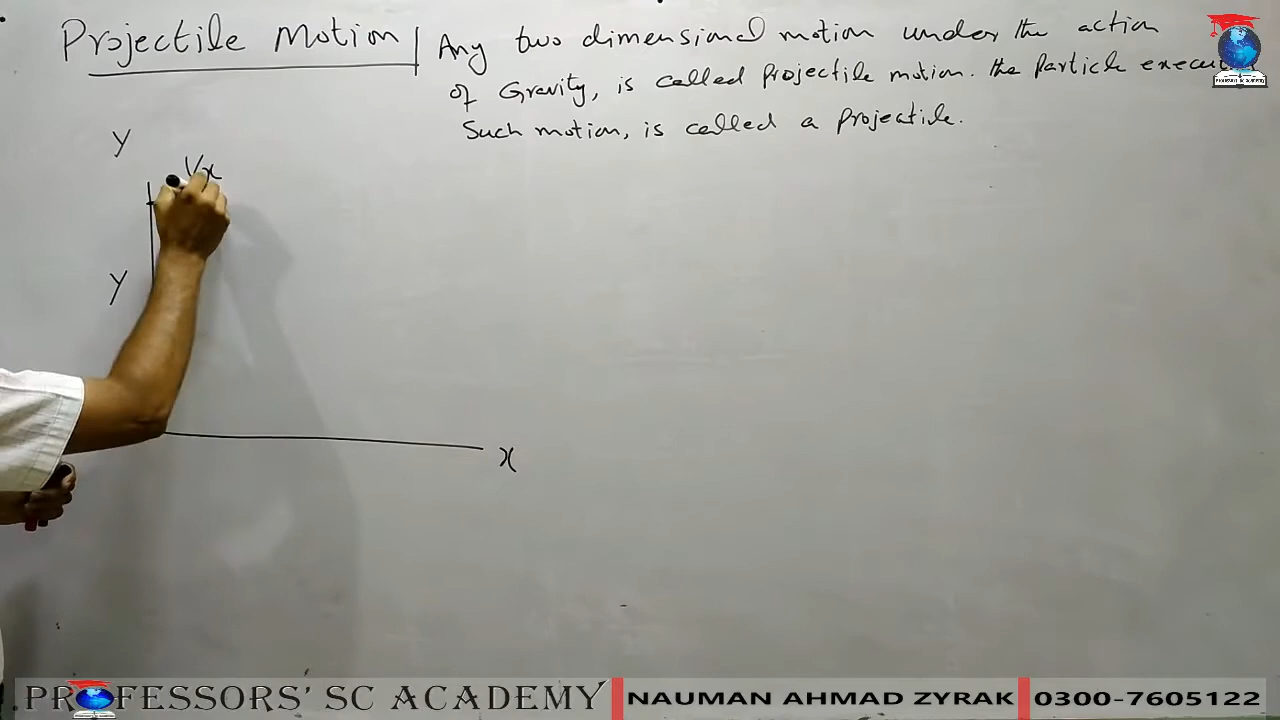 Projectile Motion
Any two dimensional motion under the action
of Gravity, is called projectile motion. the Particle
Such motion, is called a projectile.
Y
Vx
Y
x
PROFESSORS' SC ACADEMY
NAUMAN AHMAD ZYRAK
0300-7605122